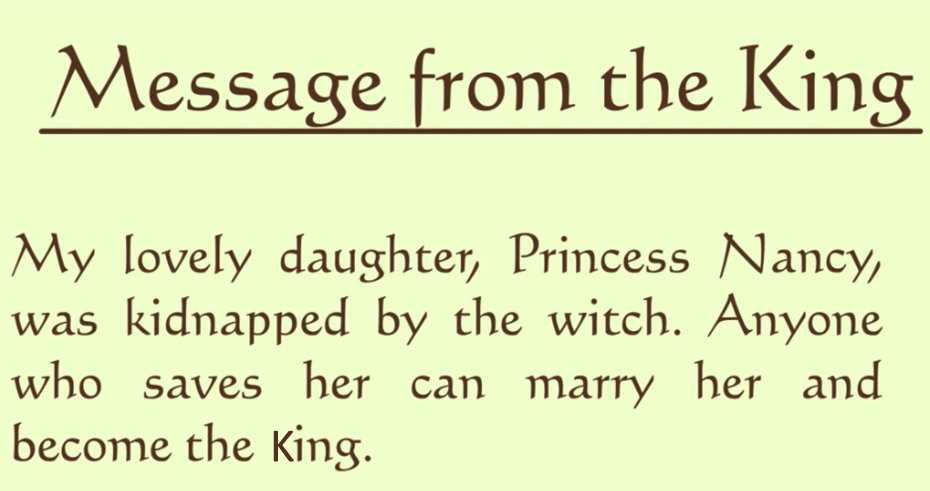 Message from the King
My lovely daughter, Princess Nancy,
was kidnapped by the witch. Anyone
who saves her can marry her and
become the King.